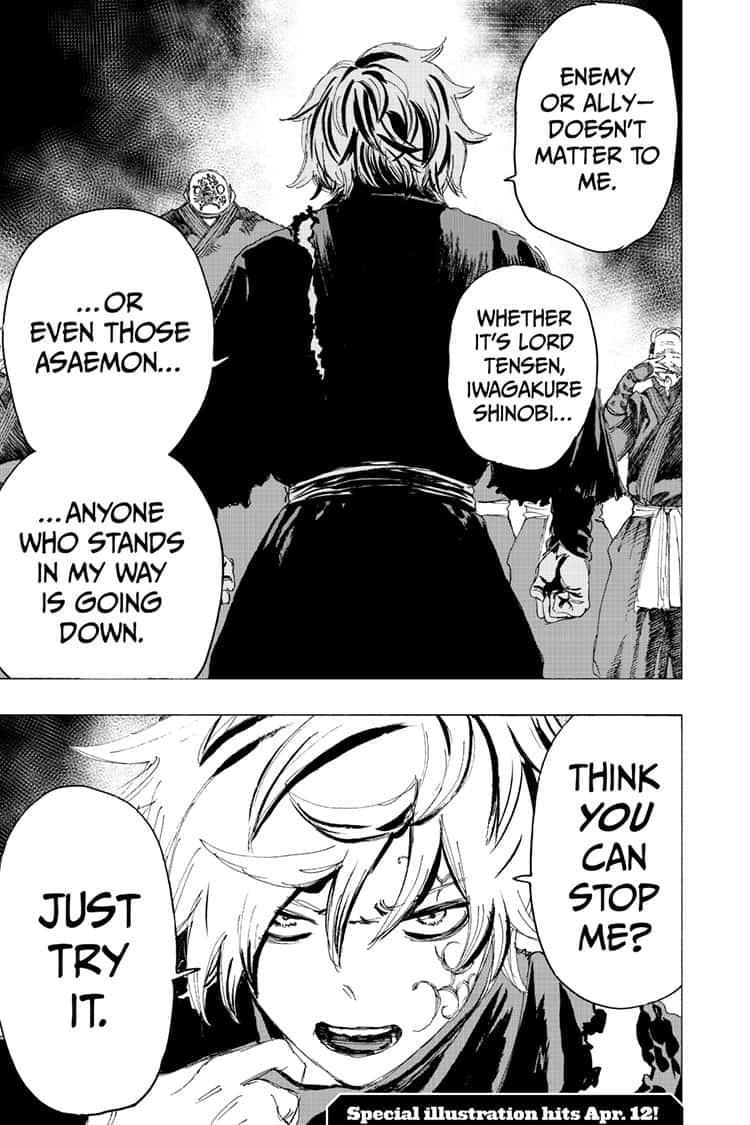 ENEMY
OR ALLY—
DOESN'T
MATTER TO
ME.
WHETHER
IT'S LORD
TENSEN,
IWAGAKURE
SHINOBI...
...OR
EVEN THOSE
ASAEMON...
...ANYONE
WHO STANDS
IN MY WAY
IS GOING
DOWN.
THINK
YOU
CAN
STOP
ME?
JUST
TRY
IT.
Special illustration hits Apr. 12!